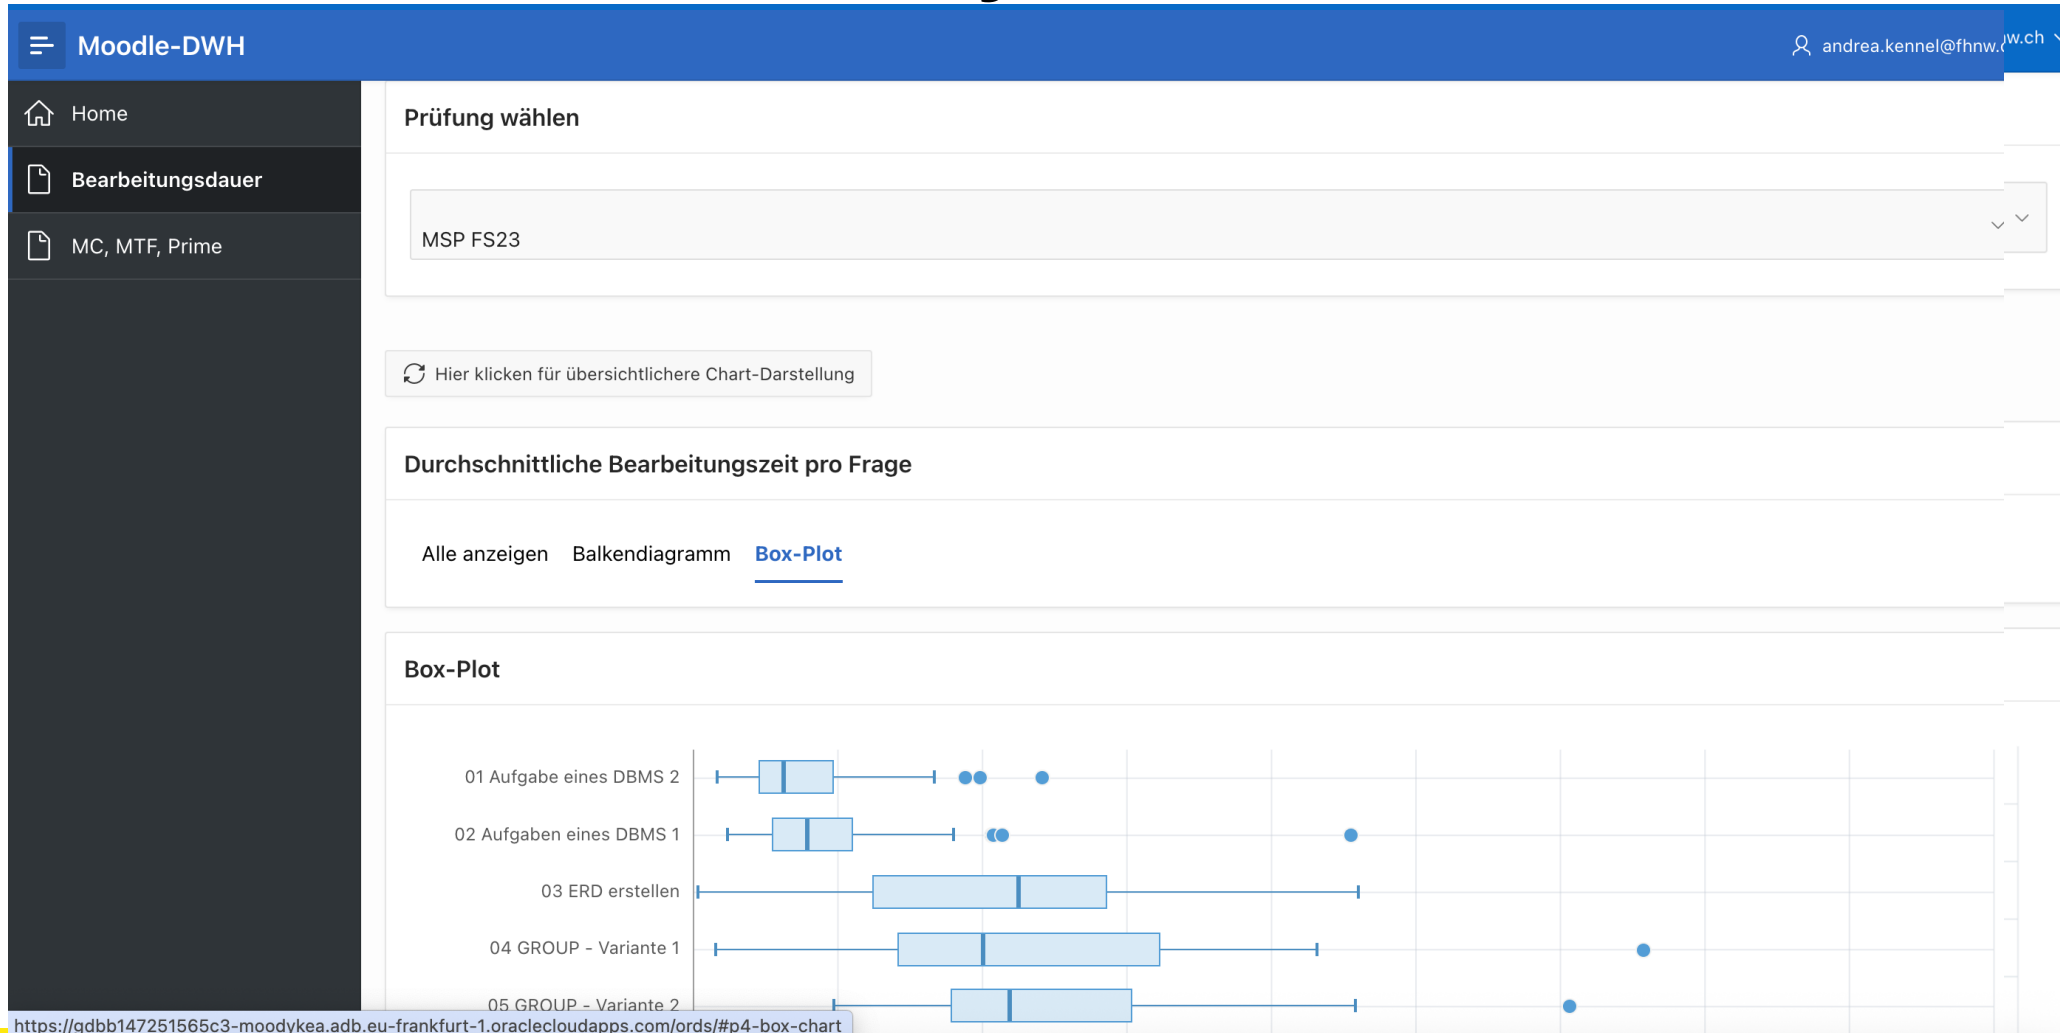 Moodle-DWH
andrea.kennel@fhnw.
w.ch
Home
Bearbeitungsdauer
MC, MTF, Prime
Prüfung wählen
MSP FS23
Hier klicken für übersichtlichere Chart-Darstellung
Durchschnittliche Bearbeitungszeit pro Frage
Alle anzeigen Balkendiagramm Box-Plot
Box-Plot
01 Aufgabe eines DBMS 2
02 Aufgaben eines DBMS 1
03 ERD erstellen
04 GROUP - Variante 1
05 GROUP - Variante 2
https://gdbb147251565c3-moodykea.adb.eu-frankfurt-1.oraclecloudapps.com/ords/#p4-box-chart